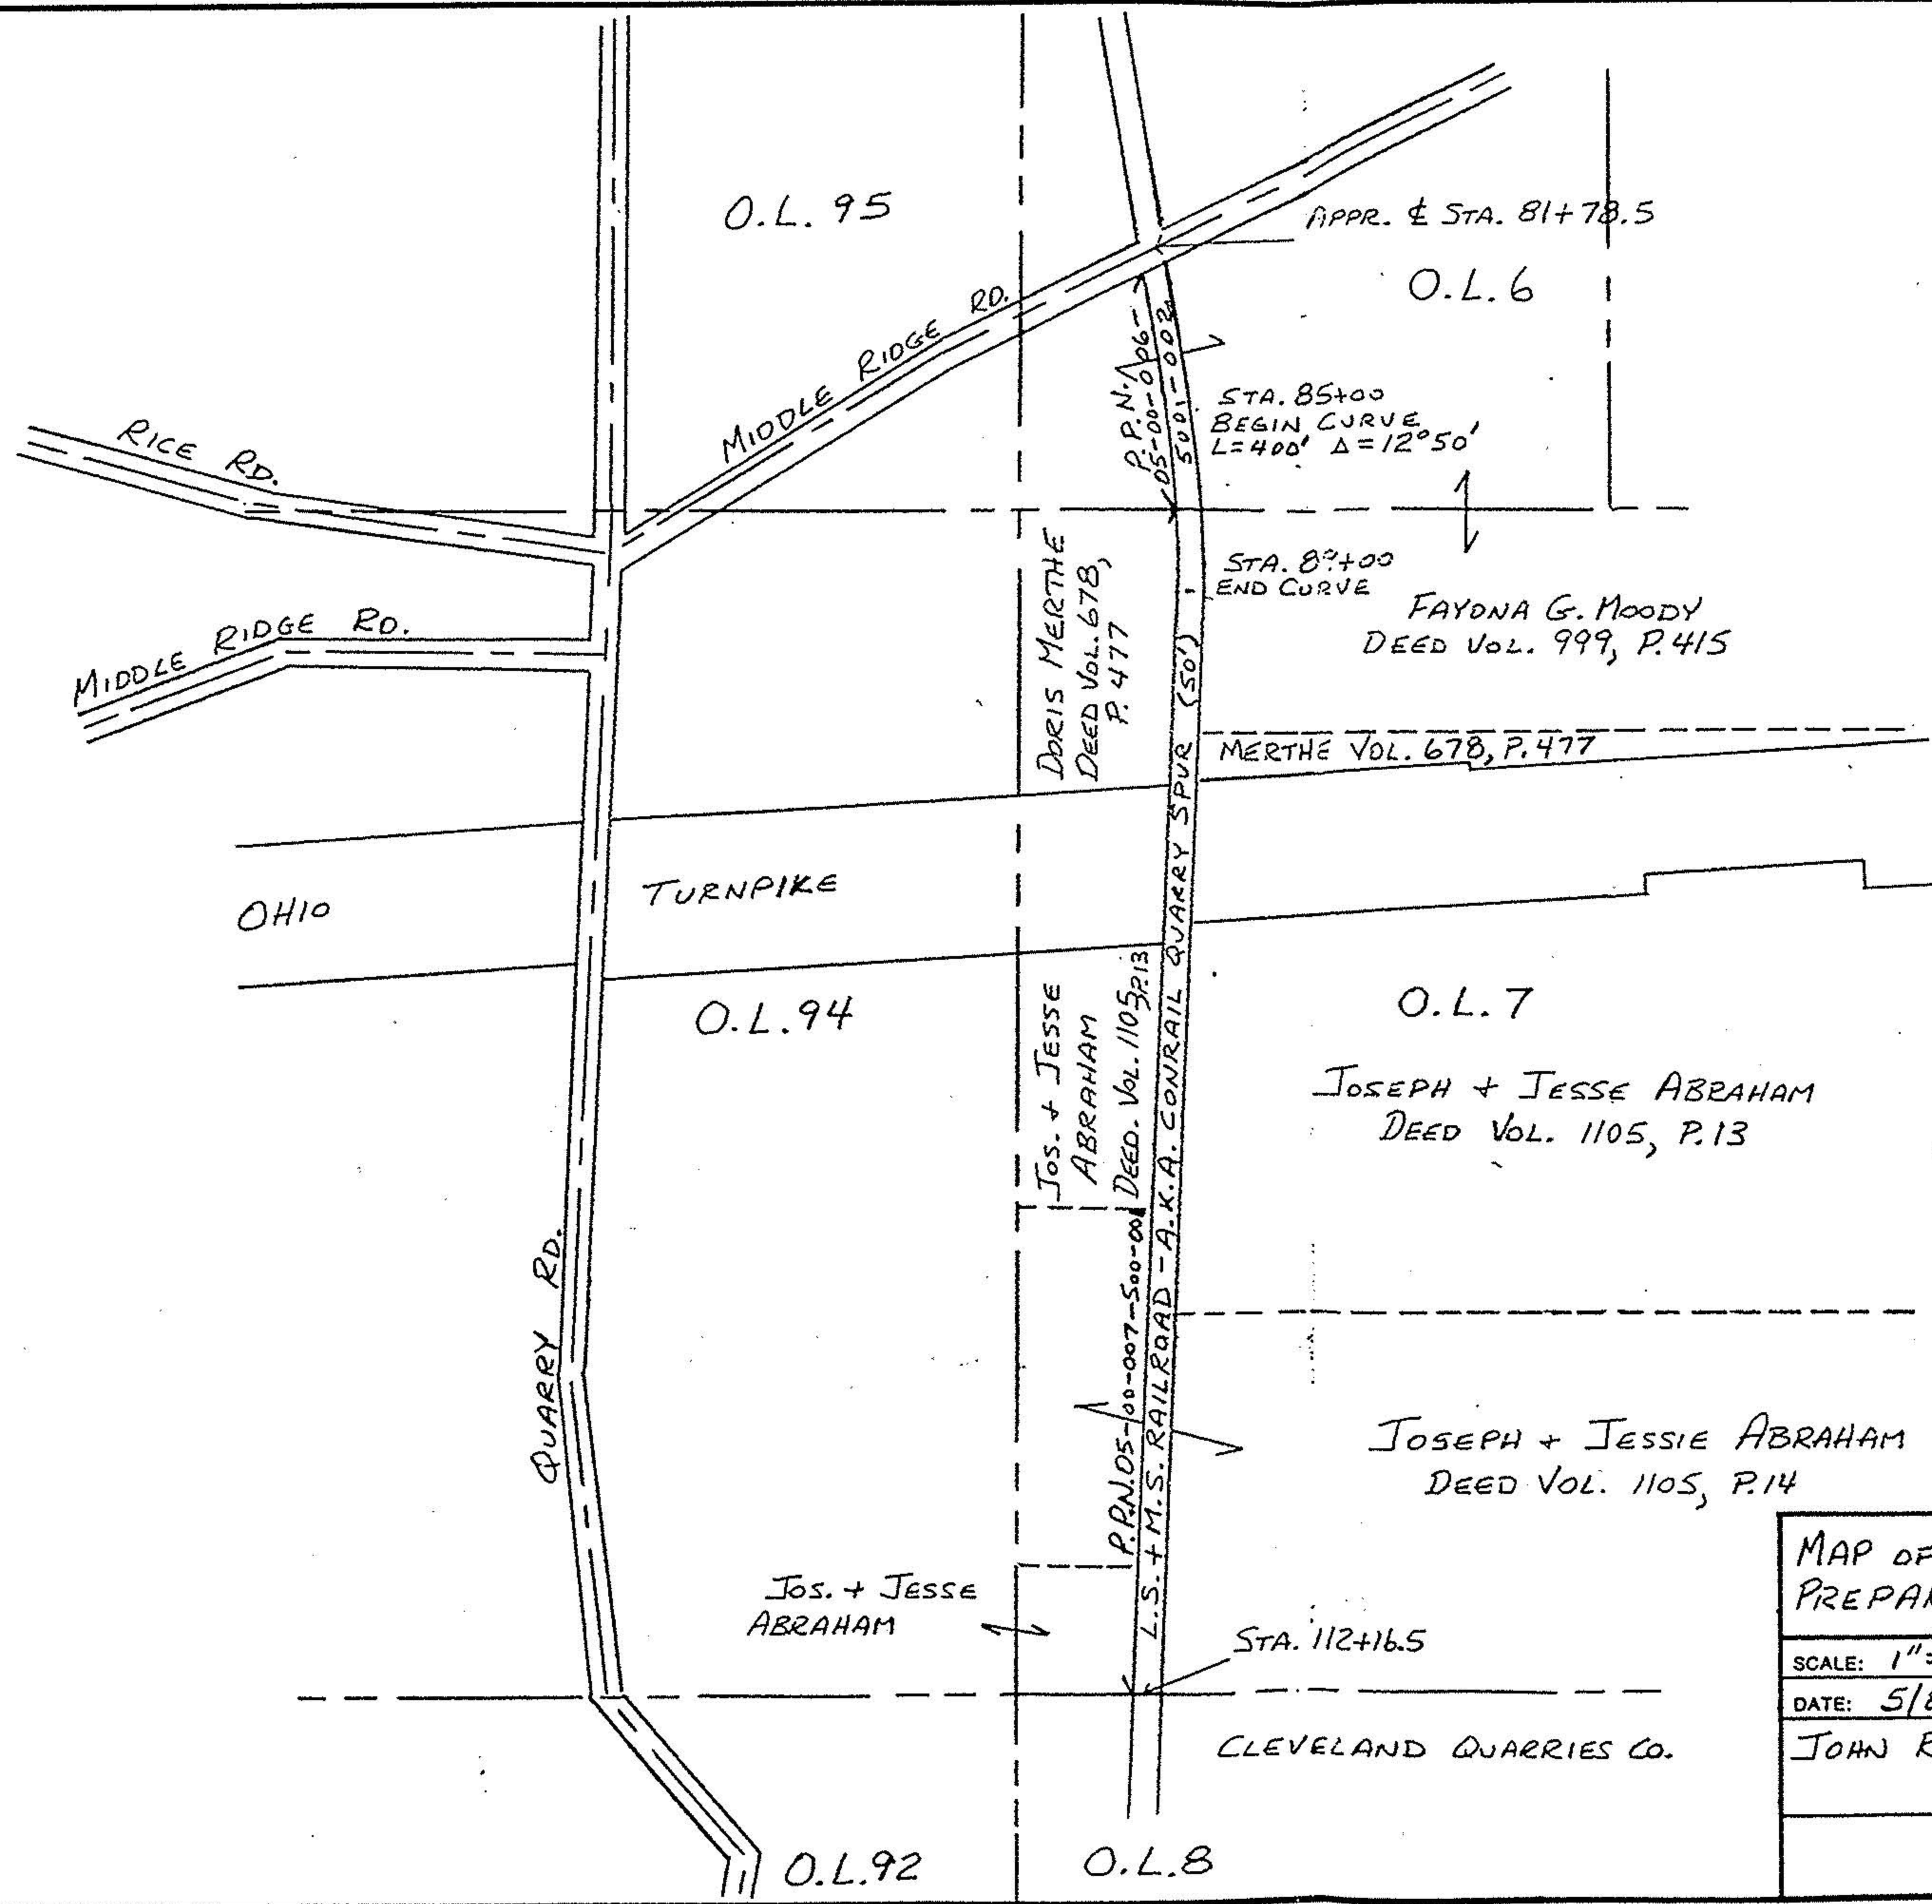 O.L. 95
APPR. ℄ STA. 81+78.5
O.L. 6
MIDDLE RIDGE RD.
P.P.N.
05-00-006-
5001-002
STA. 85+00
BEGIN CURVE
L=400' Δ=12°50'
RICE RD.
DORIS MERTHE
DEED VOL. 678,
P. 477
STA. 89+00
END CURVE
FAYONA G. MOODY
DEED VOL. 999, P. 415
MIDDLE RIDGE RD.
MERTHE VOL. 678, P. 477
OHIO TURNPIKE
O.L. 94
JOS. + JESSE
ABRAHAM
DEED. VOL. 1105, P.13
O.L. 7
JOSEPH + JESSE ABRAHAM
DEED VOL. 1105, P.13
L.S. + M.S. RAILROAD - A.K.A. CONRAIL QUARRY SPUR (50')
QUARRY RD.
P.P.N. 05-00-007-500-001
JOSEPH + JESSIE ABRAHAM
DEED VOL. 1105, P.14
JOS. + JESSE
ABRAHAM
STA. 112+16.5
CLEVELAND QUARRIES CO.
O.L. 92
O.L. 8
MAP OF
SCALE: 1"=
DATE: 5/
JOHN